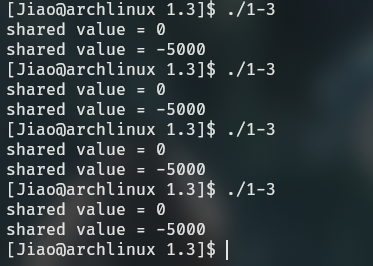 [Jiao@archlinux 1.3]$ ./1-3
shared value = 0
shared value = -5000
[Jiao@archlinux 1.3]$ ./1-3
shared value = 0
shared value = -5000
[Jiao@archlinux 1.3]$ ./1-3
shared value = 0
shared value = -5000
[Jiao@archlinux 1.3]$ ./1-3
shared value = 0
shared value = -5000
[Jiao@archlinux 1.3]$